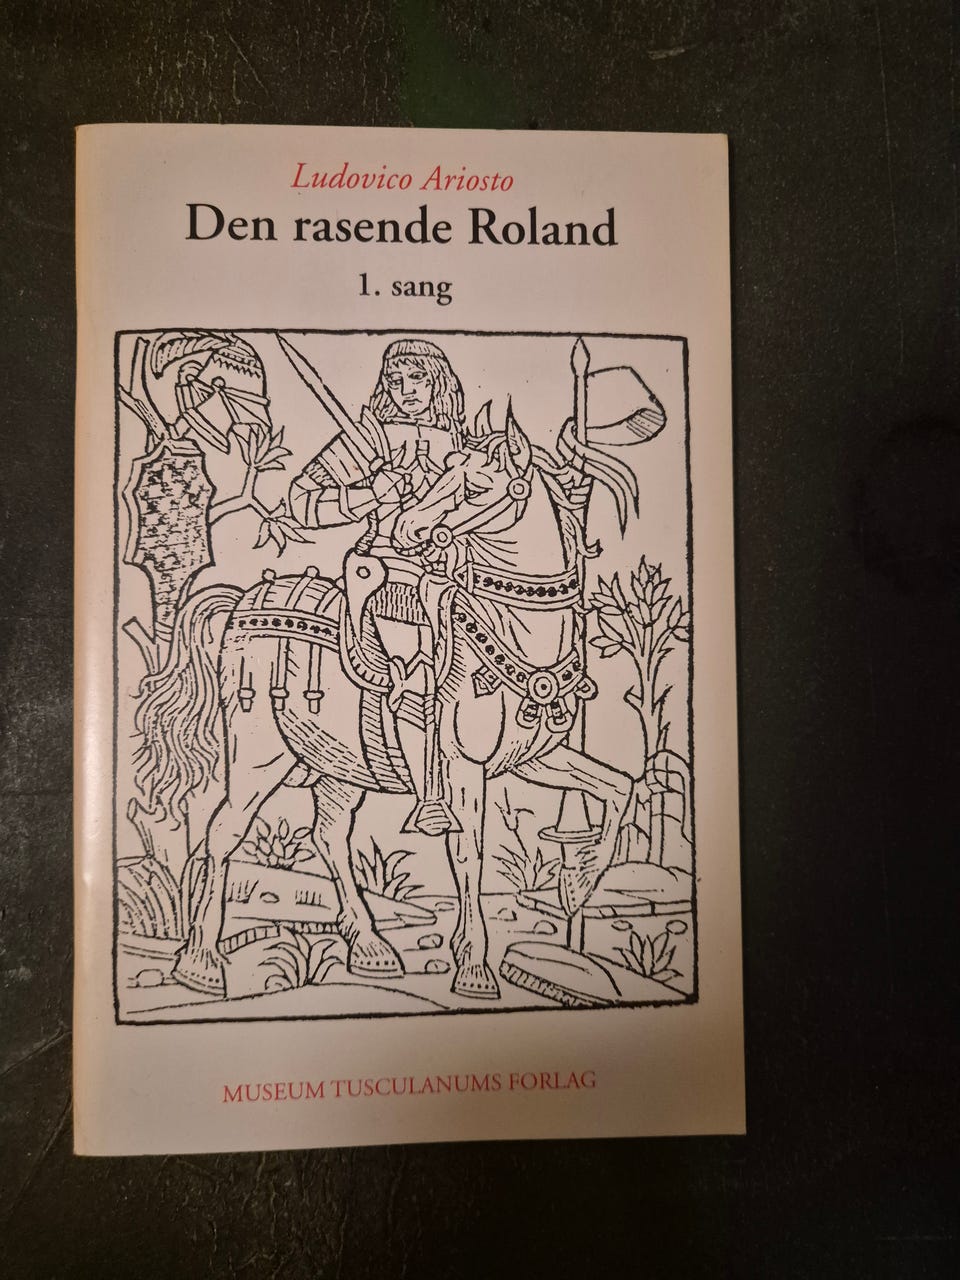 Ludovico Ariosto
Den rasende Roland
1. sang
MUSEUM TUSCULANUMS FORLAG